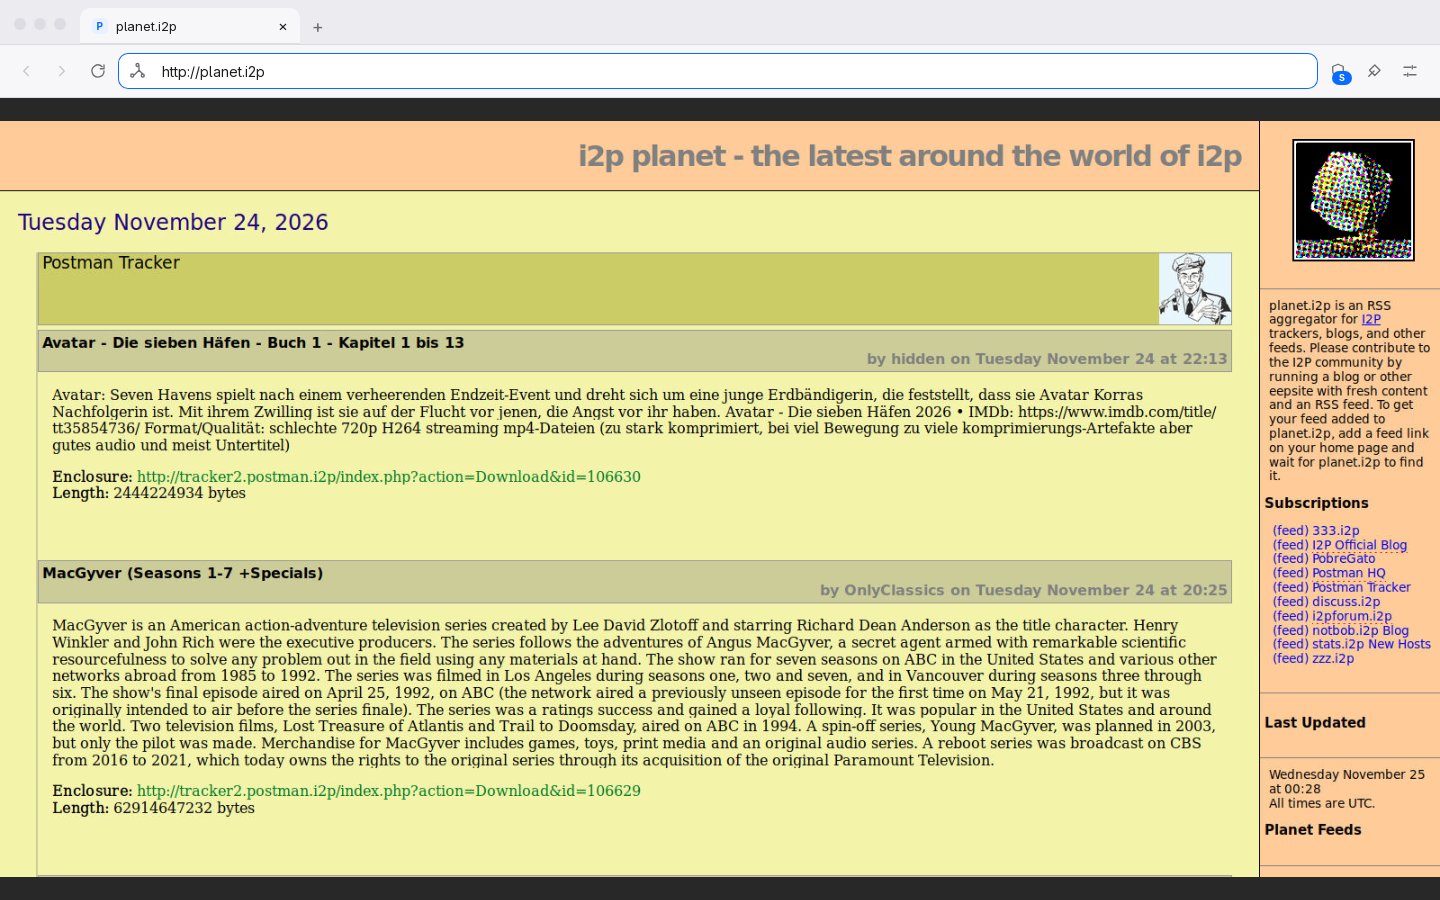 planet.i2p
http://planet.i2p
S
i2p planet - the latest around the world of i2p
Tuesday November 24, 2026
Postman Tracker
Avatar - Die sieben Häfen - Buch 1 - Kapitel 1 bis 13
by hidden on Tuesday November 24 at 22:13
Avatar: Seven Havens spielt nach einem verheerenden Endzeit-Event und dreht sich um eine junge Erdbändigerin, die feststellt, dass sie Avatar Korras
Nachfolgerin ist. Mit ihrem Zwilling ist sie auf der Flucht vor jenen, die Angst vor ihr haben. Avatar - Die sieben Häfen 2026 • IMDb: https://www.imdb.com/title/
tt35854736/ Format/Qualität: schlechte 720p H264 streaming mp4-Dateien (zu stark komprimiert, bei viel Bewegung zu viele komprimierungs-Artefakte aber
gutes audio und meist Untertitel)
Enclosure: http://tracker2.postman.i2p/index.php?action=Download&id=106630
Length: 2444224934 bytes
MacGyver (Seasons 1-7 +Specials)
by OnlyClassics on Tuesday November 24 at 20:25
MacGyver is an American action-adventure television series created by Lee David Zlotoff and starring Richard Dean Anderson as the title character. Henry
Winkler and John Rich were the executive producers. The series follows the adventures of Angus MacGyver, a secret agent armed with remarkable scientific
resourcefulness to solve any problem out in the field using any materials at hand. The show ran for seven seasons on ABC in the United States and various other
networks abroad from 1985 to 1992. The series was filmed in Los Angeles during seasons one, two and seven, and in Vancouver during seasons three through
six. The show's final episode aired on April 25, 1992, on ABC (the network aired a previously unseen episode for the first time on May 21, 1992, but it was
originally intended to air before the series finale). The series was a ratings success and gained a loyal following. It was popular in the United States and around
the world. Two television films, Lost Treasure of Atlantis and Trail to Doomsday, aired on ABC in 1994. A spin-off series, Young MacGyver, was planned in 2003,
but only the pilot was made. Merchandise for MacGyver includes games, toys, print media and an original audio series. A reboot series was broadcast on CBS
from 2016 to 2021, which today owns the rights to the original series through its acquisition of the original Paramount Television.
Enclosure: http://tracker2.postman.i2p/index.php?action=Download&id=106629
Length: 62914647232 bytes
planet.i2p is an RSS
aggregator for I2P
trackers, blogs, and other
feeds. Please contribute to
the I2P community by
running a blog or other
eepsite with fresh content
and an RSS feed. To get
your feed added to
planet.i2p, add a feed link
on your home page and
wait for planet.i2p to find
it.
Subscriptions
(feed) 333.i2p
(feed) I2P Official Blog
(feed) PobreGato
(feed) Postman HQ
(feed) Postman Tracker
(feed) discuss.i2p
(feed) i2pforum.i2p
(feed) notbob.i2p Blog
(feed) stats.i2p New Hosts
(feed) zzz.i2p
Last Updated
Wednesday November 25
at 00:28
All times are UTC.
Planet Feeds